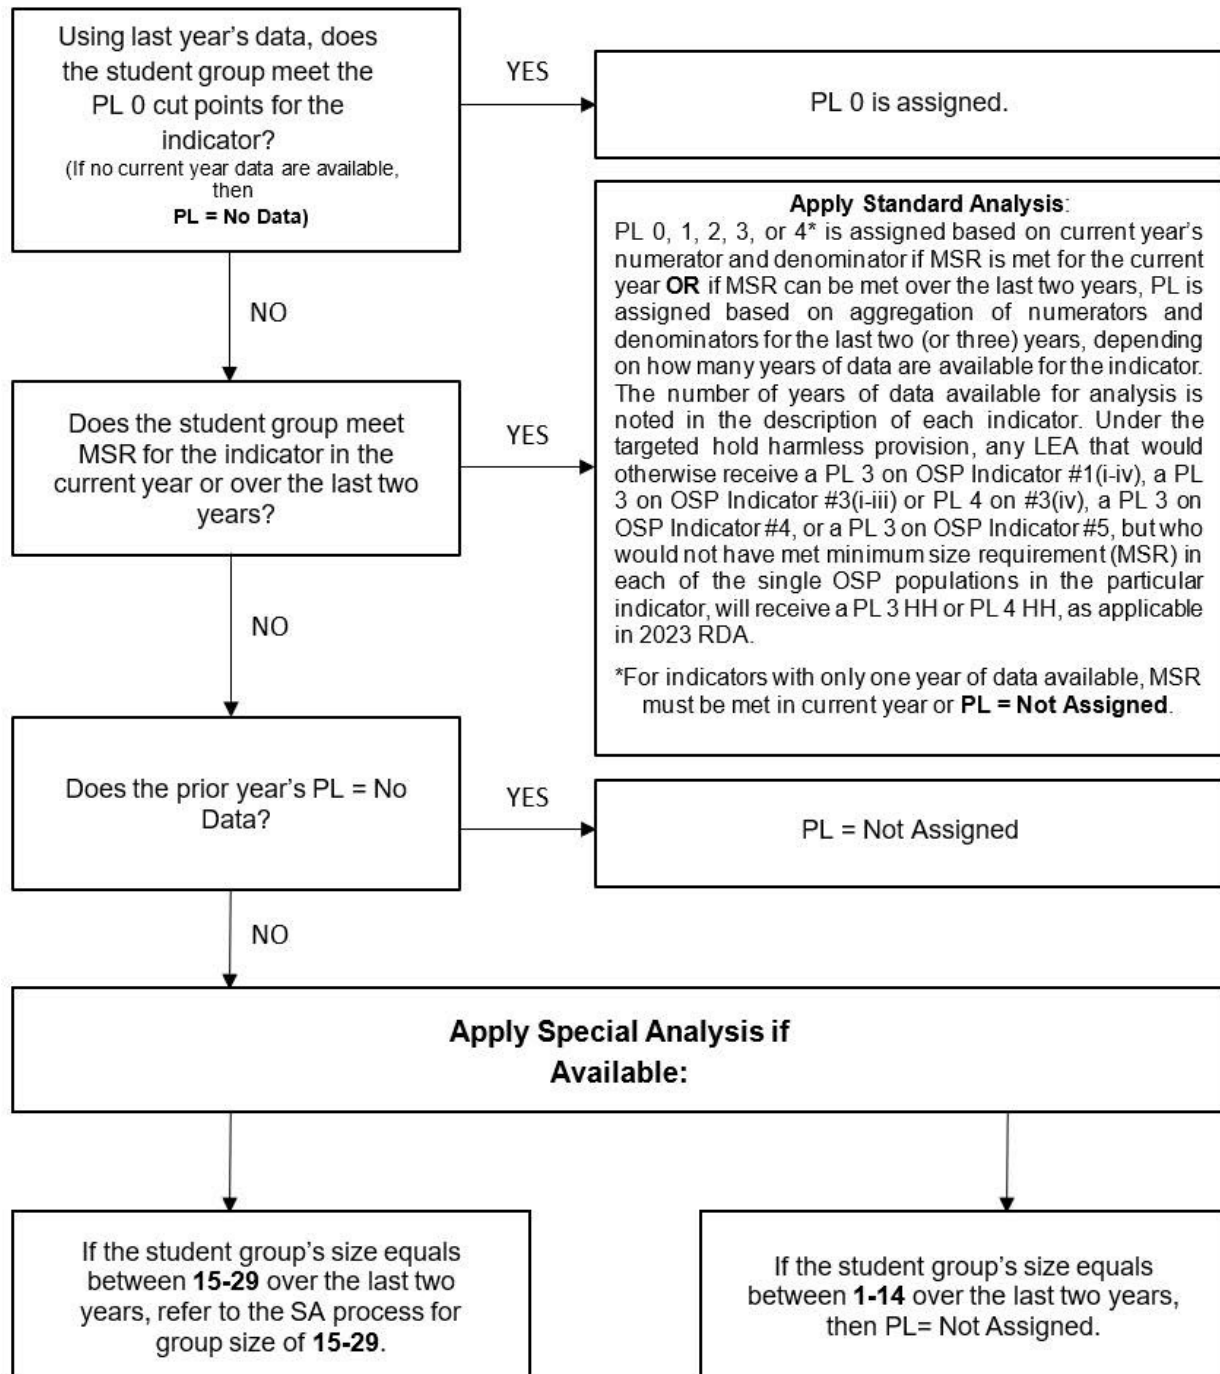 Using last year's data, does
the student group meet the
PL 0 cut points for the
indicator?
(If no current year data are available,
then
PL = No Data)
YES
PL 0 is assigned.
NO
Apply Standard Analysis:
PL 0, 1, 2, 3, or 4* is assigned based on current year's
numerator and denominator if MSR is met for the current
year OR if MSR can be met over the last two years, PL is
assigned based on aggregation of numerators and
denominators for the last two (or three) years, depending
on how many years of data are available for the indicator.
The number of years of data available for analysis is
noted in the description of each indicator. Under the
targeted hold harmless provision, any LEA that would
otherwise receive a PL 3 on OSP Indicator #1(i-iv), a PL
3 on OSP Indicator #3(i-iii) or PL 4 on #3(iv), a PL 3 on
OSP Indicator #4, or a PL 3 on OSP Indicator #5, but who
would not have met minimum size requirement (MSR) in
each of the single OSP populations in the particular
indicator, will receive a PL 3 HH or PL 4 HH, as applicable
in 2023 RDA.
*For indicators with only one year of data available, MSR
must be met in current year or PL = Not Assigned.
Does the student group meet
MSR for the indicator in the
current year or over the last two
years?
YES
NO
Does the prior year's PL = No
Data?
YES
PL = Not Assigned
NO
Apply Special Analysis if
Available:
If the student group's size equals
between 15-29 over the last two
years, refer to the SA process for
group size of 15-29.
If the student group's size equals
between 1-14 over the last two years,
then PL= Not Assigned.